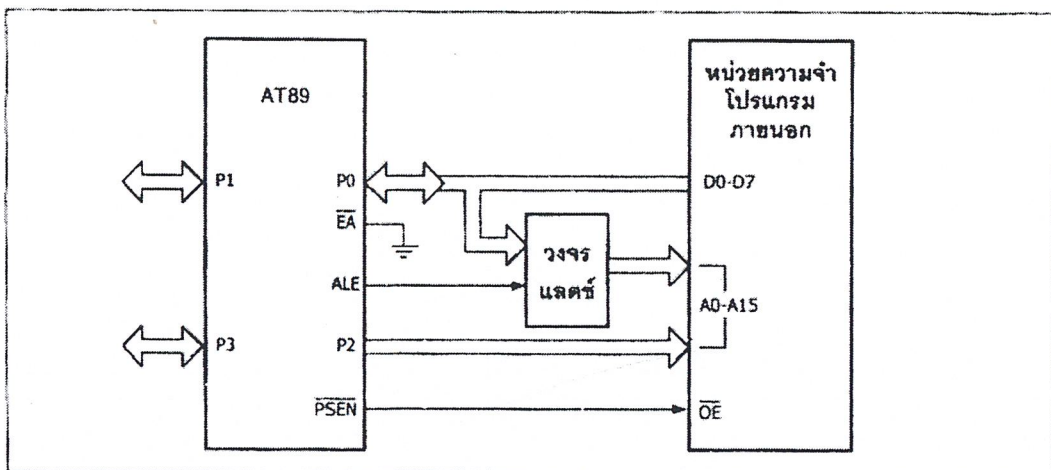 AT89
หน่วยความจำ
โปรแกรม
ภายนอก
P1
P0
D0-D7
EA
วงจร
แลตช์
ALE
A0-A15
P3
P2
PSEN
OE